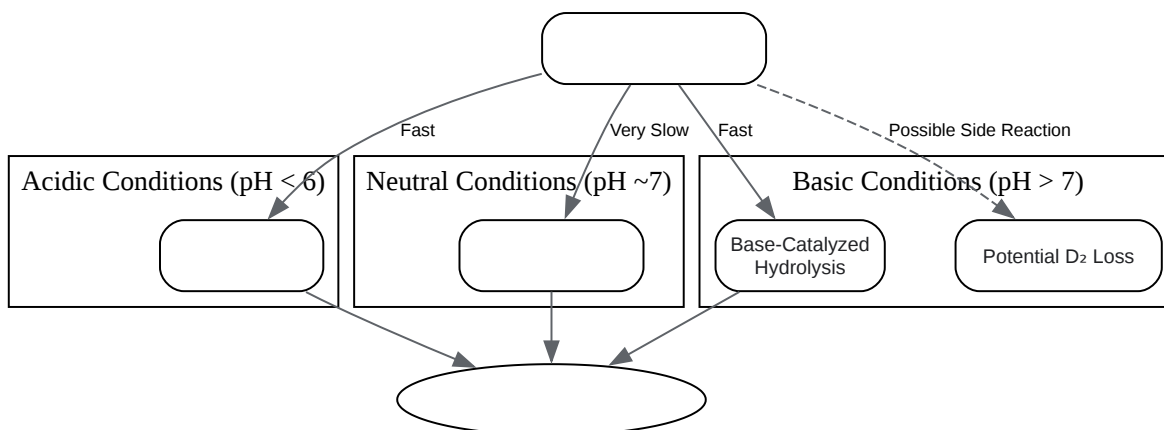 Fast
Very Slow
Fast
Possible Side Reaction
Acidic Conditions (pH < 6)
Neutral Conditions (pH ~7)
Basic Conditions (pH > 7)
Base-Catalyzed
Hydrolysis
Potential D₂ Loss